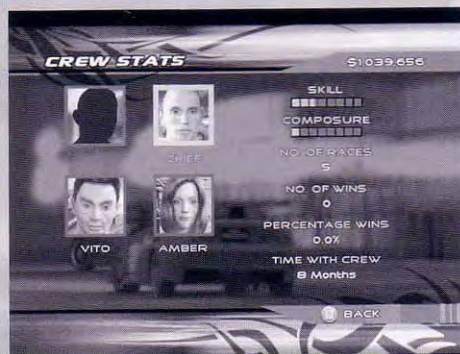 CREW STATS
$1039,656
SKILL
COMPOSURE
CHIEF
NO. OF RACES
5
NO. OF WINS
0
PERCENTAGE WINS
0.0%
VITO
AMBER
TIME WITH CREW
8 Months
BACK